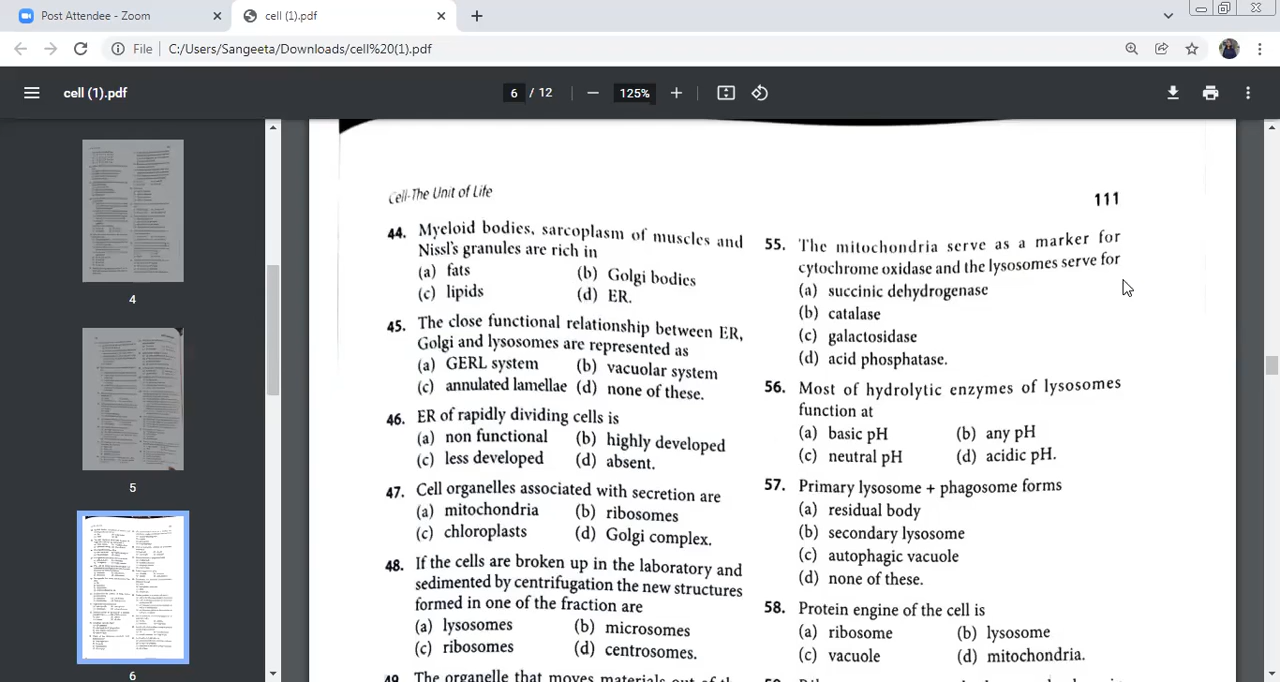 Post Attendee - Zoom
cell (1).pdf
File
C:/Users/Sangeeta/Downloads/cell%20(1).pdf
cell (1).pdf
6 / 12
125%
4
5
6
Cell-The Unit of Life
111
44. Myeloid bodies, sarcoplasm of muscles and
Nissl's granules are rich in
(a) fats (b) Golgi bodies
(c) lipids (d) ER.
45. The close functional relationship between ER,
Golgi and lysosomes are represented as
(a) GERL system (b) vacuolar system
(c) annulated lamellae (d) none of these.
46. ER of rapidly dividing cells is
(a) non functional (b) highly developed
(c) less developed (d) absent.
47. Cell organelles associated with secretion are
(a) mitochondria (b) ribosomes
(c) chloroplasts (d) Golgi complex.
48. The cells are broken up in the laboratory and
sedimented by centrifugation the new structures
formed in one of the fraction are
(a) lysosomes (b) microsomes
(c) ribosomes (d) centrosomes.
49. The organelle that moves materials out of the
55. The mitochondria serve as a marker for
cytochrome oxidase and the lysosomes serve for
(a) succinic dehydrogenase
(b) catalase
(c) galactosidase
(d) acid phosphatase.
56. Most of hydrolytic enzymes of lysosomes
function at
(a) basic pH (b) any pH
(c) neutral pH (d) acidic pH.
57. Primary lysosome + phagosome forms
(a) residual body
(b) secondary lysosome
(c) autophagic vacuole
(d) none of these.
58. Protein engine of the cell is
(a) ribosome (b) lysosome
(c) vacuole (d) mitochondria.